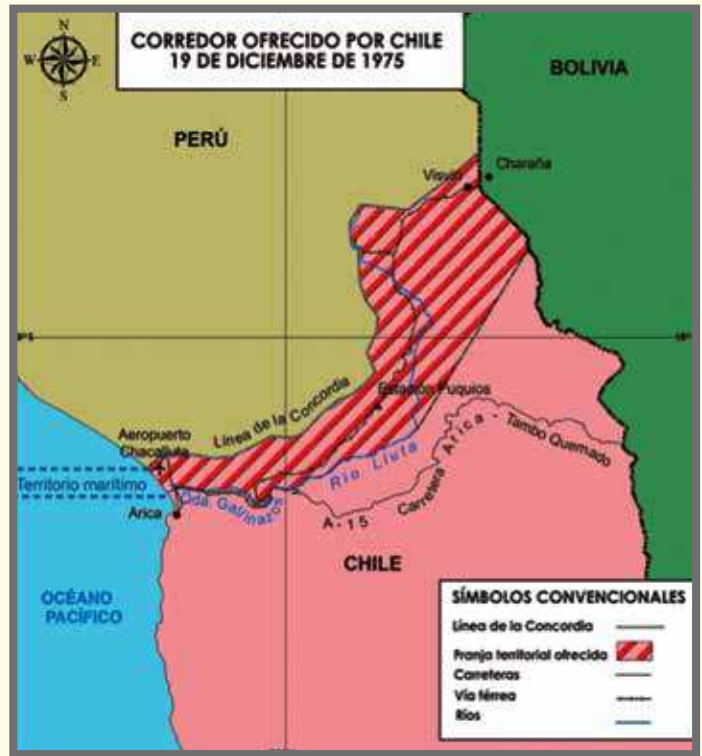 CORREDOR OFRECIDO POR CHILE
19 DE DICIEMBRE DE 1975
N
W
E
S
BOLIVIA
PERÚ
Charaña
Visviri
Línea de la Concordia
Estación Puquios
Aeropuerto
Chacalluta
Territorio marítimo
Arica
Qda. Gallinazos
Río Lluta
A-15
Carretera Arica - Tambo Quemado
CHILE
OCÉANO
PACÍFICO
SÍMBOLOS CONVENCIONALES
Línea de la Concordia
Franja territorial ofrecida
Carreteras
Vía férrea
Ríos